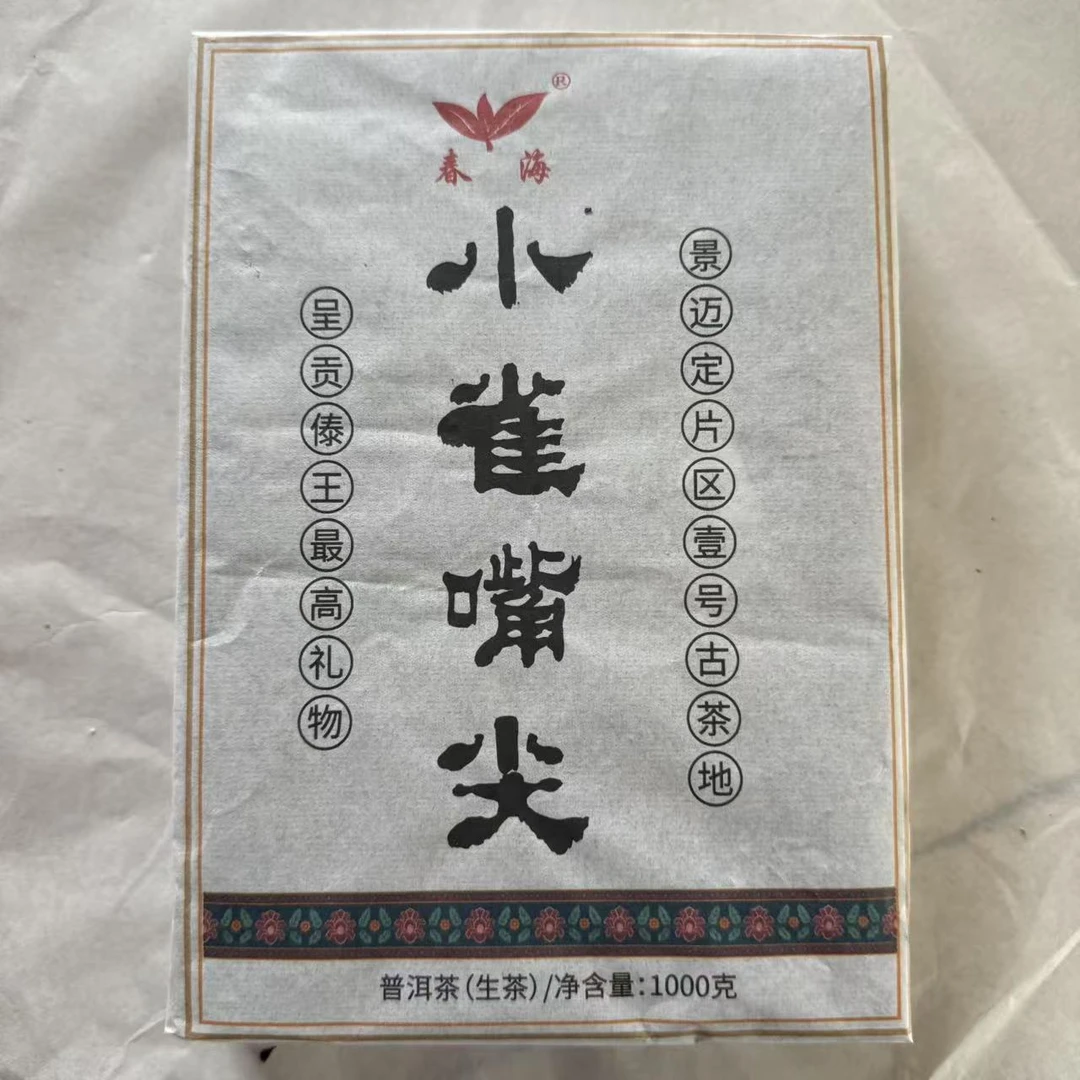 ®
春海
小雀嘴尖
景迈定片区壹号古茶地
呈贡傣王最高礼物
普洱茶(生茶)/净含量:1000克